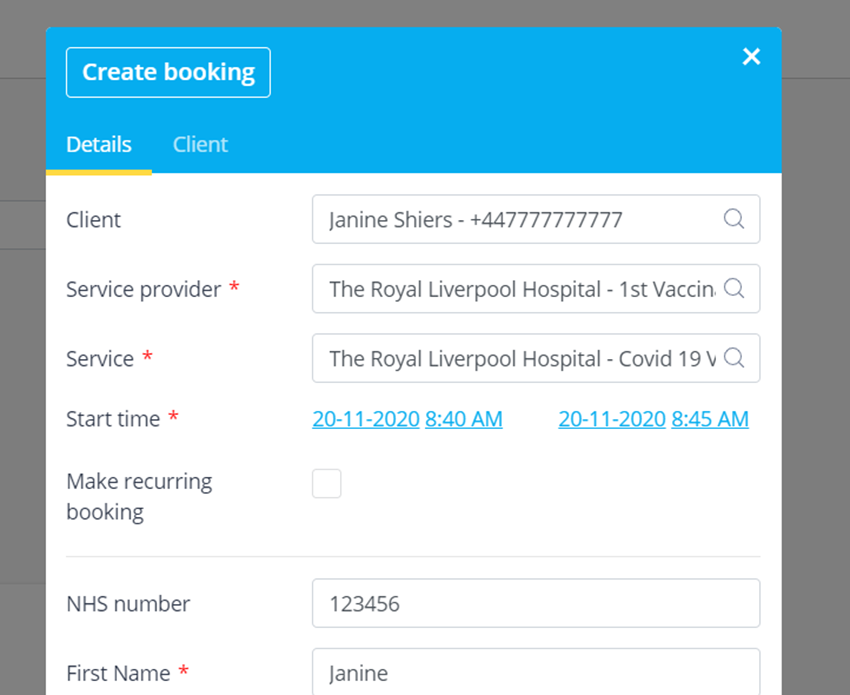 Create booking
Details Client
Client Janine Shiers - +447777777777
Service provider * The Royal Liverpool Hospital - 1st Vaccin
Service * The Royal Liverpool Hospital - Covid 19 V
Start time * 20-11-2020 8:40 AM 20-11-2020 8:45 AM
Make recurring
booking
NHS number 123456
First Name * Janine